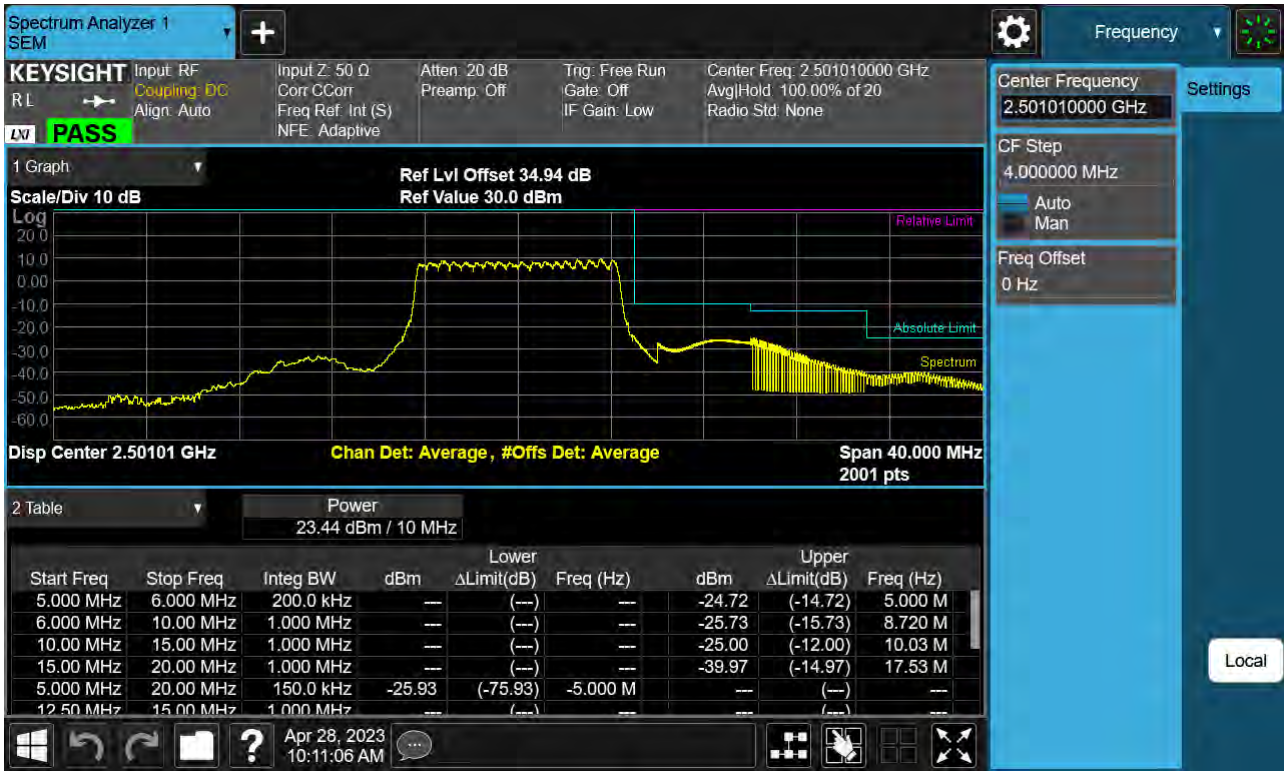 Spectrum Analyzer 1
SEM
Frequency
KEYSIGHT
RL
LXI
PASS
Input: RF
Coupling: DC
Align: Auto
Input Z: 50 Ω
Corr CCorr
Freq Ref: Int (S)
NFE: Adaptive
Atten: 20 dB
Preamp: Off
Trig: Free Run
Gate: Off
IF Gain: Low
Center Freq: 2.501010000 GHz
Avg|Hold: 100.00% of 20
Radio Std: None
1 Graph
Scale/Div 10 dB
Ref Lvl Offset 34.94 dB
Ref Value 30.0 dBm
Log
20.0
10.0
0.00
-10.0
-20.0
-30.0
-40.0
-50.0
-60.0
Relative Limit
Absolute Limit
Spectrum
Disp Center 2.50101 GHz
Chan Det: Average, #Offs Det: Average
Span 40.000 MHz
2001 pts
2 Table
Power
23.44 dBm / 10 MHz
Lower Upper
Start Freq Stop Freq Integ BW dBm ΔLimit(dB) Freq (Hz) dBm ΔLimit(dB) Freq (Hz)
5.000 MHz 6.000 MHz 200.0 kHz --- (---) --- -24.72 (-14.72) 5.000 M
6.000 MHz 10.00 MHz 1.000 MHz --- (---) --- -25.73 (-15.73) 8.720 M
10.00 MHz 15.00 MHz 1.000 MHz --- (---) --- -25.00 (-12.00) 10.03 M
15.00 MHz 20.00 MHz 1.000 MHz --- (---) --- -39.97 (-14.97) 17.53 M
5.000 MHz 20.00 MHz 150.0 kHz -25.93 (-75.93) -5.000 M --- (---) ---
12.50 MHz 15.00 MHz 1.000 MHz --- (---) --- --- (---) ---
Apr 28, 2023
10:11:06 AM
Center Frequency
2.501010000 GHz
Settings
CF Step
4.000000 MHz
Auto
Man
Freq Offset
0 Hz
Local